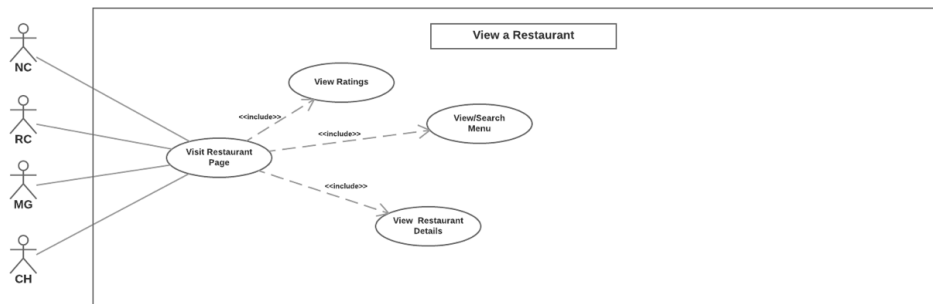 View a Restaurant
NC
View Ratings
<<include>>
View/Search
Menu
RC
<<include>>
Visit Restaurant
Page
MG
<<include>>
View Restaurant
Details
CH